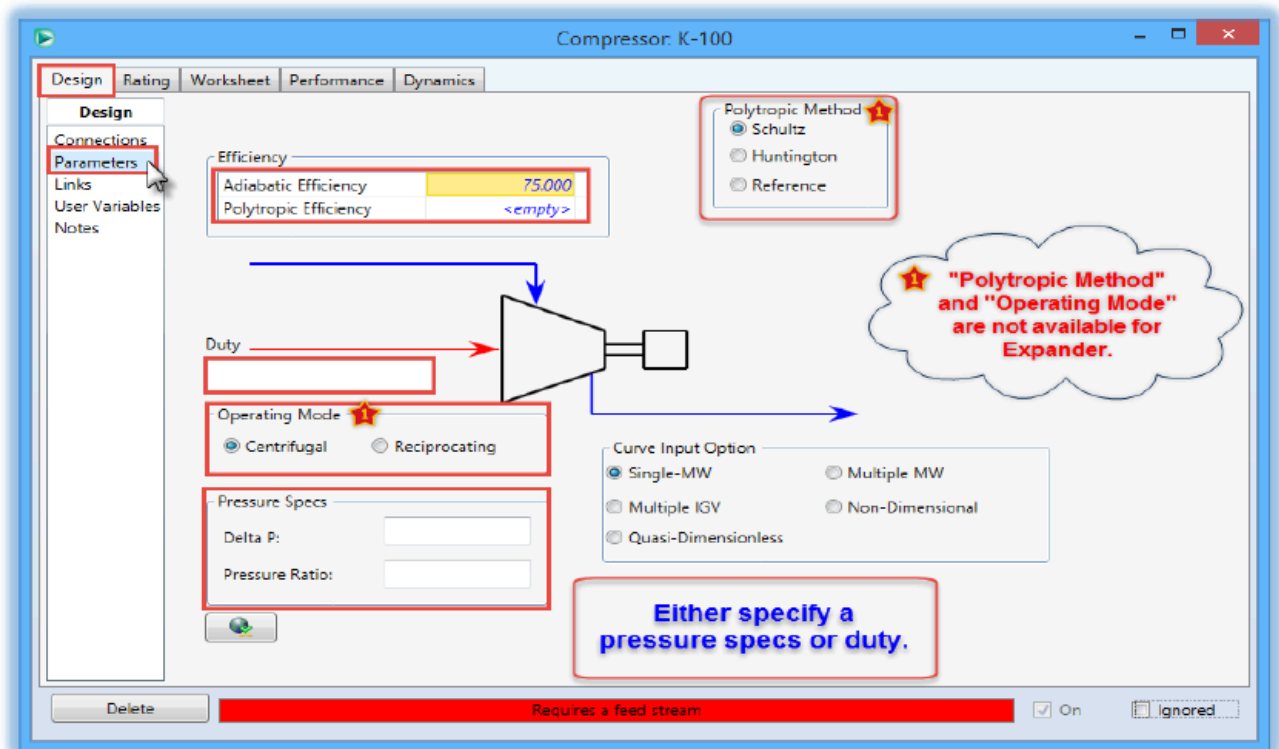 Compressor: K-100
Design Rating Worksheet Performance Dynamics
Design
Connections
Parameters
Links
User Variables
Notes
Efficiency
Adiabatic Efficiency 75.000
Polytropic Efficiency <empty>
Polytropic Method 1
Schultz
Huntington
Reference
1 "Polytropic Method"
and "Operating Mode"
are not available for
Expander.
Duty
Operating Mode 1
Centrifugal Reciprocating
Pressure Specs
Delta P:
Pressure Ratio:
Curve Input Option
Single-MW Multiple MW
Multiple IGV Non-Dimensional
Quasi-Dimensionless
Either specify a
pressure specs or duty.
Delete Requires a feed stream On Ignored